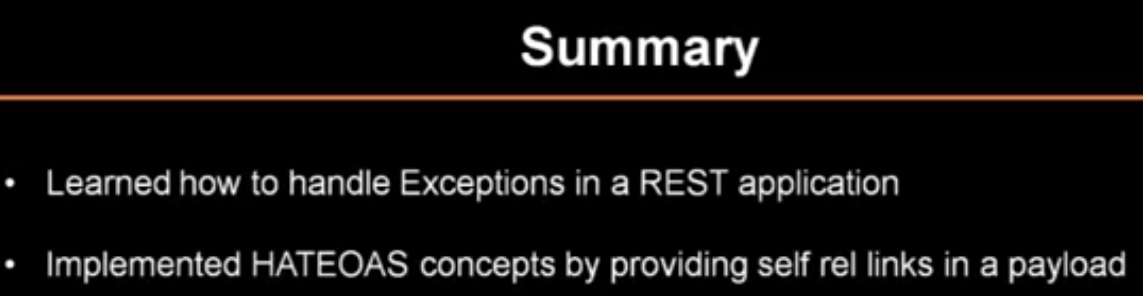 Summary
• Learned how to handle Exceptions in a REST application
• Implemented HATEOAS concepts by providing self rel links in a payload